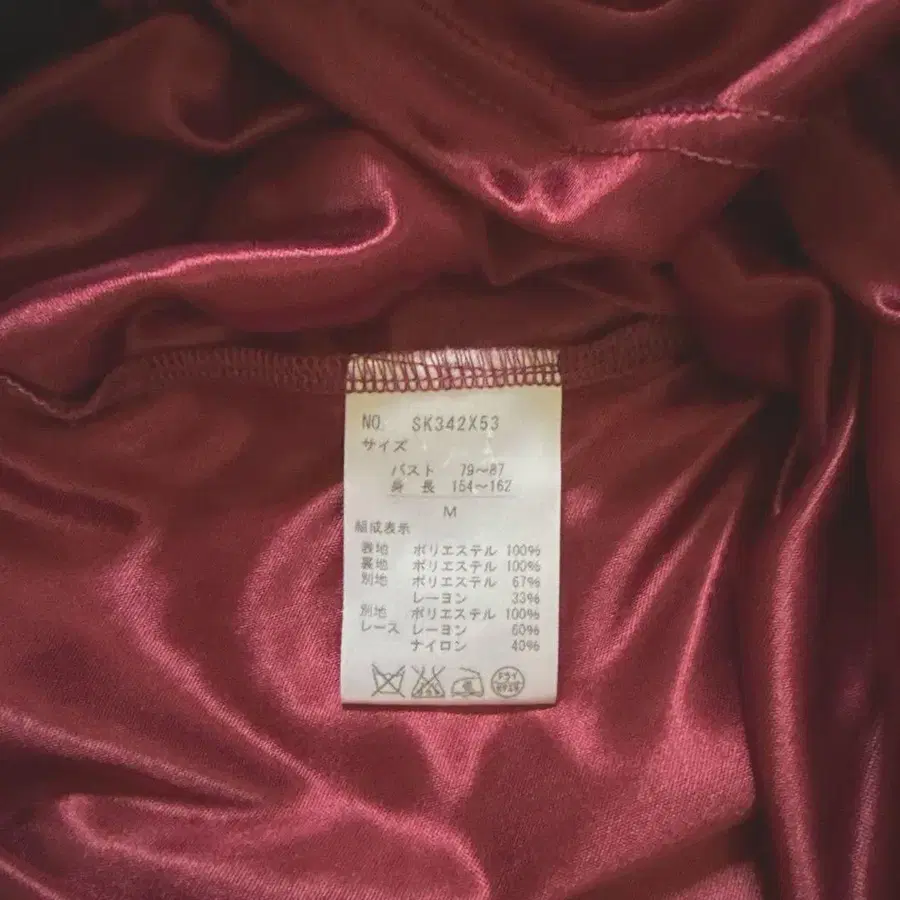 NO SK342X53
サイズ
バスト 79～87
身長 154～162
M
組成表示
表地 ポリエステル 100%
裏地 ポリエステル 100%
別地 ポリエステル 67%
レーヨン 33%
別地 ポリエステル 100%
レース レーヨン 60%
ナイロン 40%
ドライ